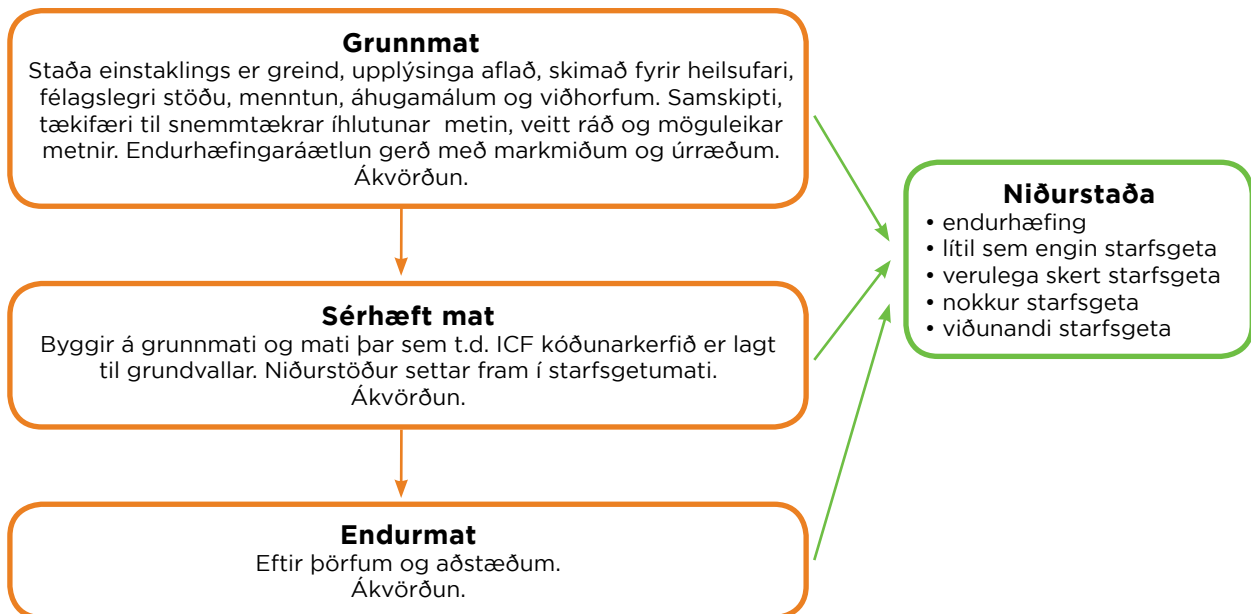 Grunnmat
Staða einstaklings er greind, upplýsinga aflað, skimað fyrir heilsufari,
félagslegri stöðu, menntun, áhugamálum og viðhorfum. Samskipti,
tækifæri til snemmtækrar íhlutunar  metin, veitt ráð og möguleikar
metnir. Endurhæfingaráætlun gerð með markmiðum og úrræðum.
Ákvörðun.
Sérhæft mat
Byggir á grunnmati og mati þar sem t.d. ICF kóðunarkerfið er lagt
til grundvallar. Niðurstöður settar fram í starfsgetumati.
Ákvörðun.
Endurmat
Eftir þörfum og aðstæðum.
Ákvörðun.
Niðurstaða
• endurhæfing
• lítil sem engin starfsgeta
• verulega skert starfsgeta
• nokkur starfsgeta
• viðunandi starfsgeta